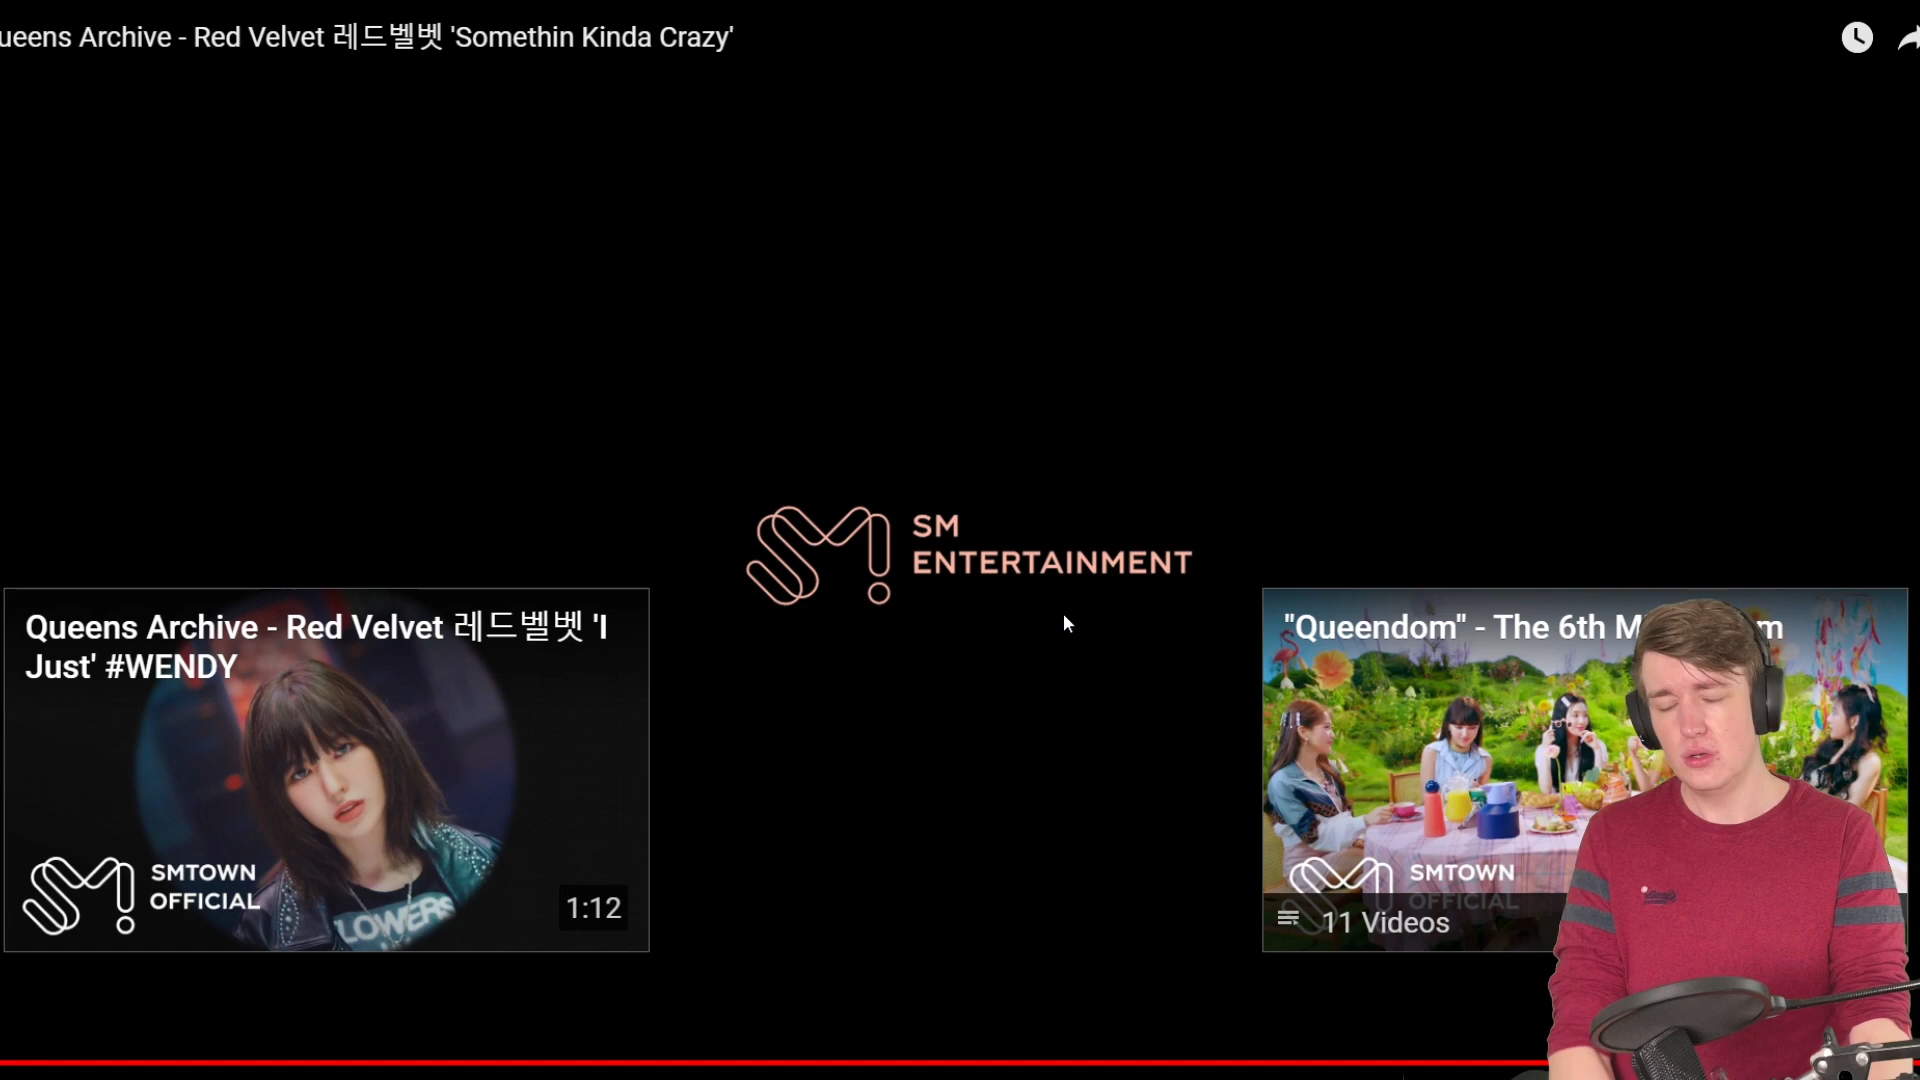 ueens Archive - Red Velvet 레드벨벳 'Somethin Kinda Crazy'
SM
ENTERTAINMENT
Queens Archive - Red Velvet 레드벨벳 'I
Just' #WENDY
FLOWERS
SMTOWN
OFFICIAL
1:12
"Queendom" - The 6th M m
SMTOWN
OFFICIAL
11 Videos